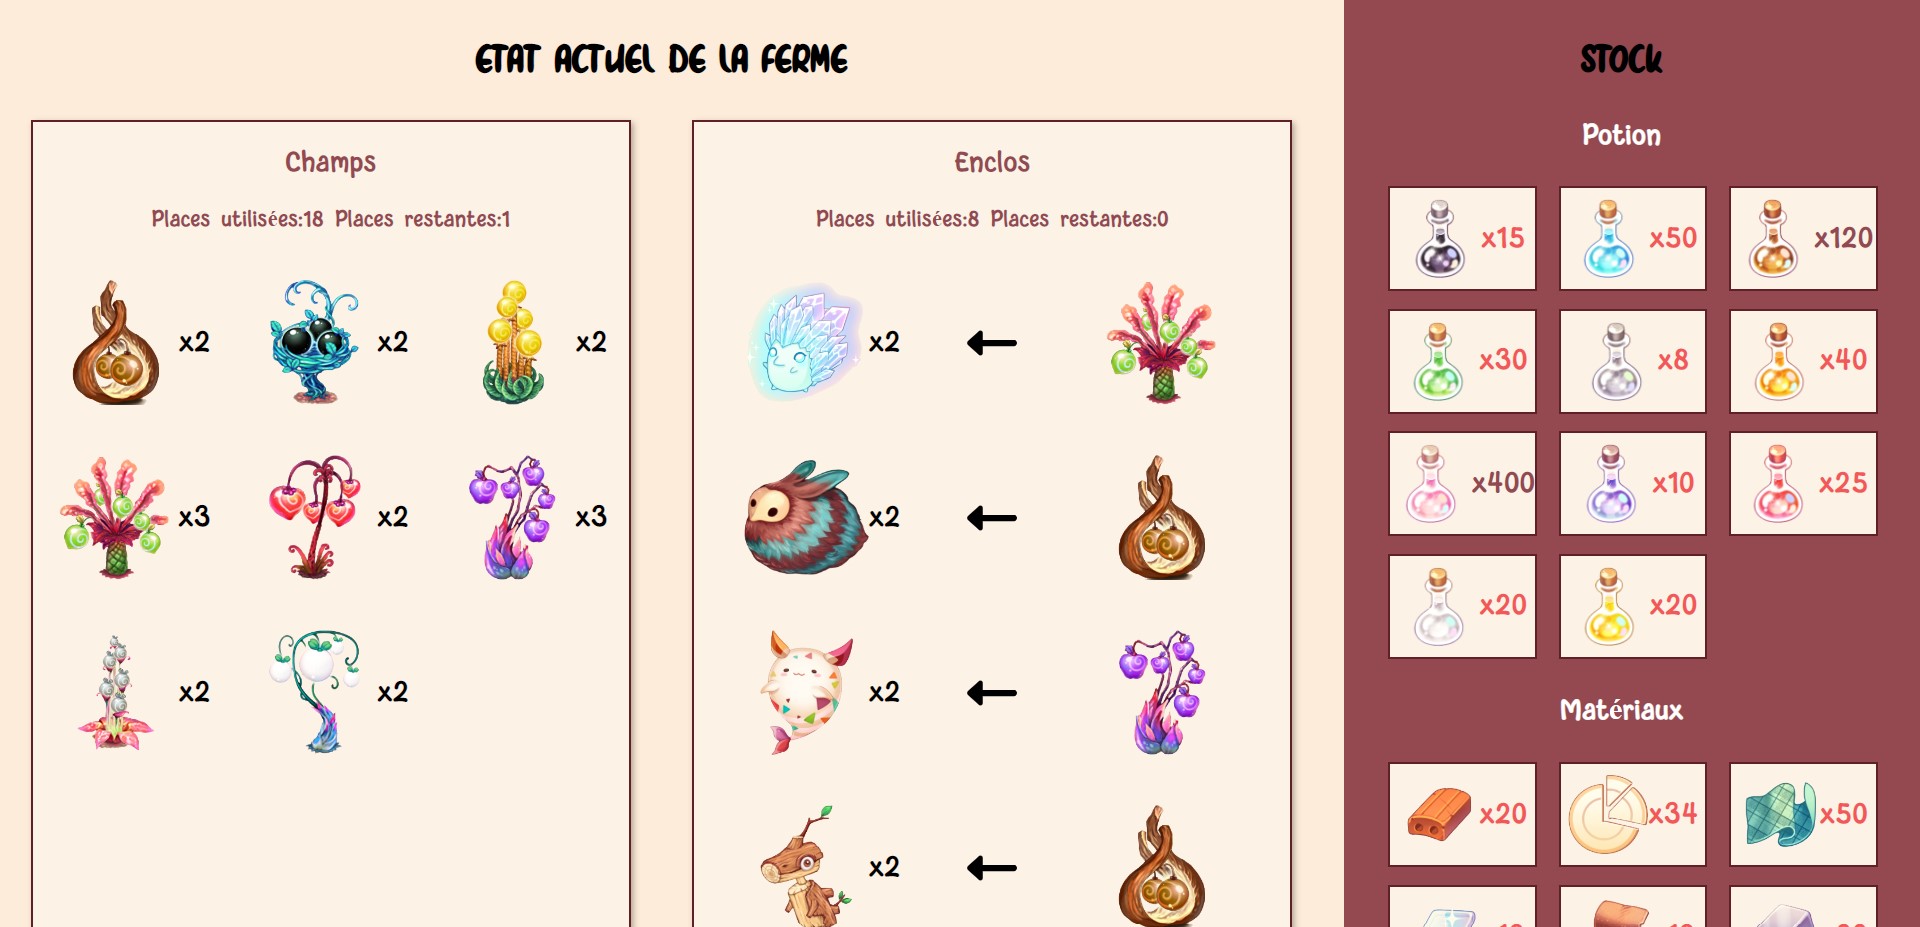 ETAT ACTUEL DE LA FERME
Champs
Places utilisées:18 Places restantes:1
x2 x2 x2
x3 x2 x3
x2 x2
Enclos
Places utilisées:8 Places restantes:0
x2
x2
x2
x2
STOCK
Potion
x15 x50 x120
x30 x8 x40
x400 x10 x25
x20 x20
Matériaux
x20 x34 x50